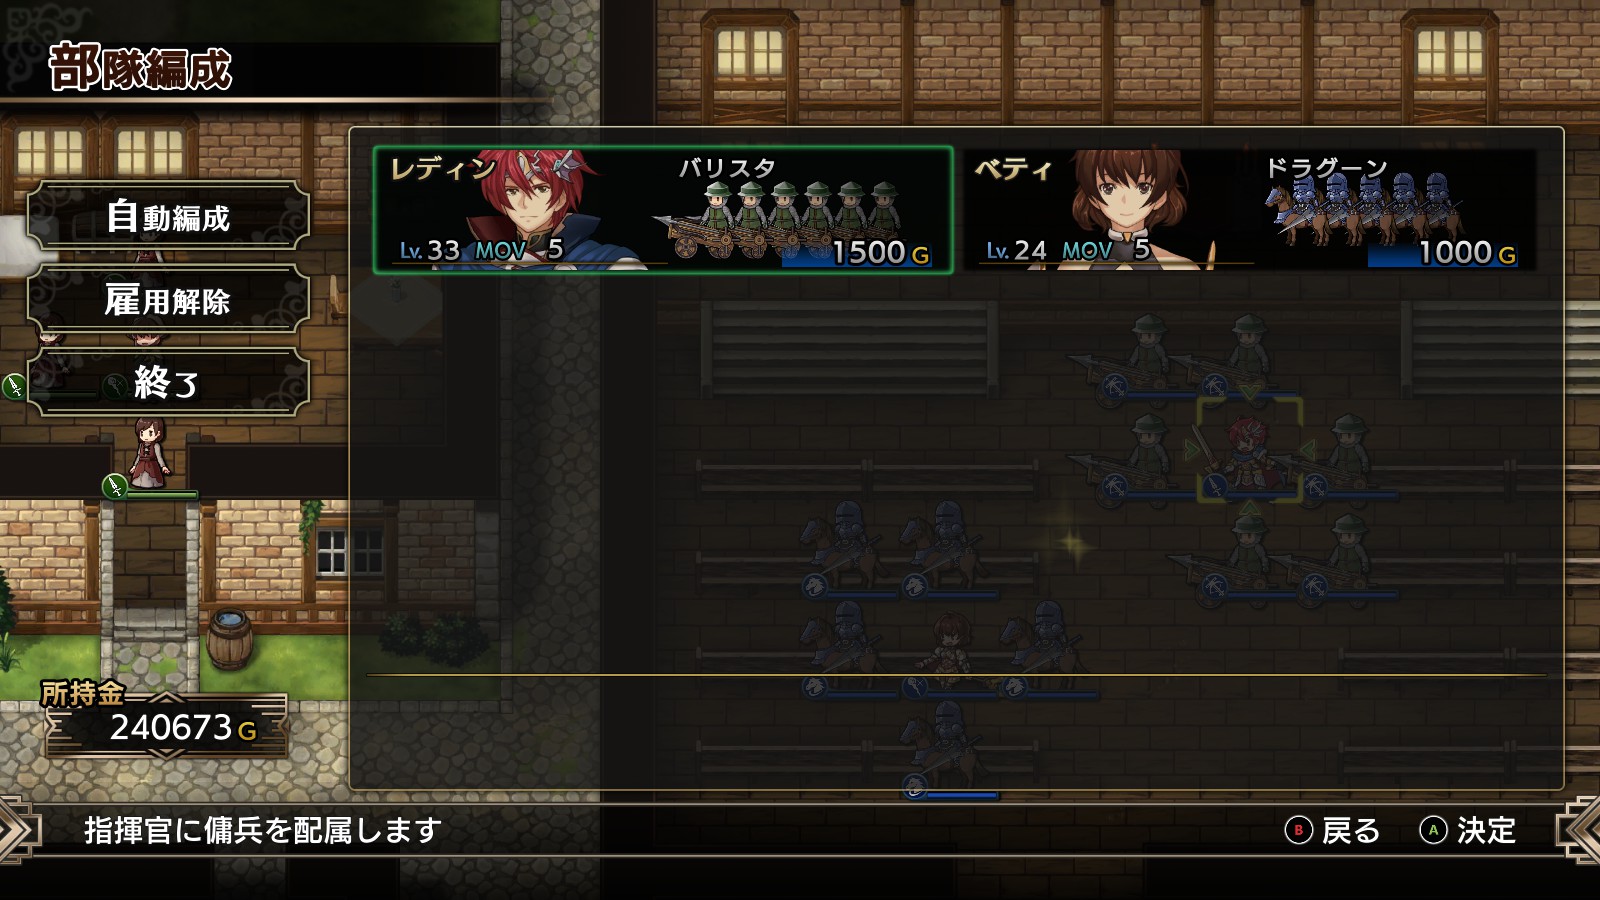 部隊編成
自動編成
雇用解除
終了
レディン
バリスタ
Lv.33 MOV 5
1500 G
ベティ
ドラグーン
Lv.24 MOV 5
1000 G
所持金
240673 G
指揮官に傭兵を配属します
B 戻る
A 決定